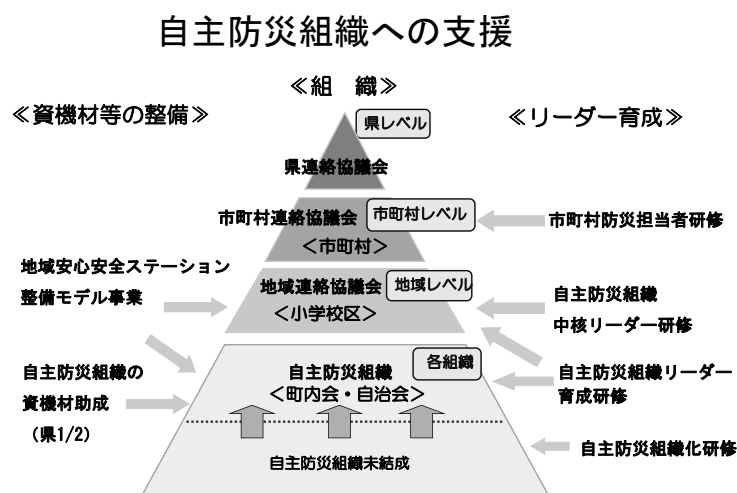 自主防災組織への支援
≪組　織≫
≪資機材等の整備≫
≪リーダー育成≫
県レベル
県連絡協議会
市町村レベル
市町村連絡協議会
＜市町村＞
市町村防災担当者研修
地域安心安全ステーション
整備モデル事業
地域レベル
地域連絡協議会
＜小学校区＞
自主防災組織
中核リーダー研修
各組織
自主防災組織
＜町内会・自治会＞
自主防災組織の
資機材助成
（県1/2）
自主防災組織リーダー
育成研修
自主防災組織未結成
自主防災組織化研修